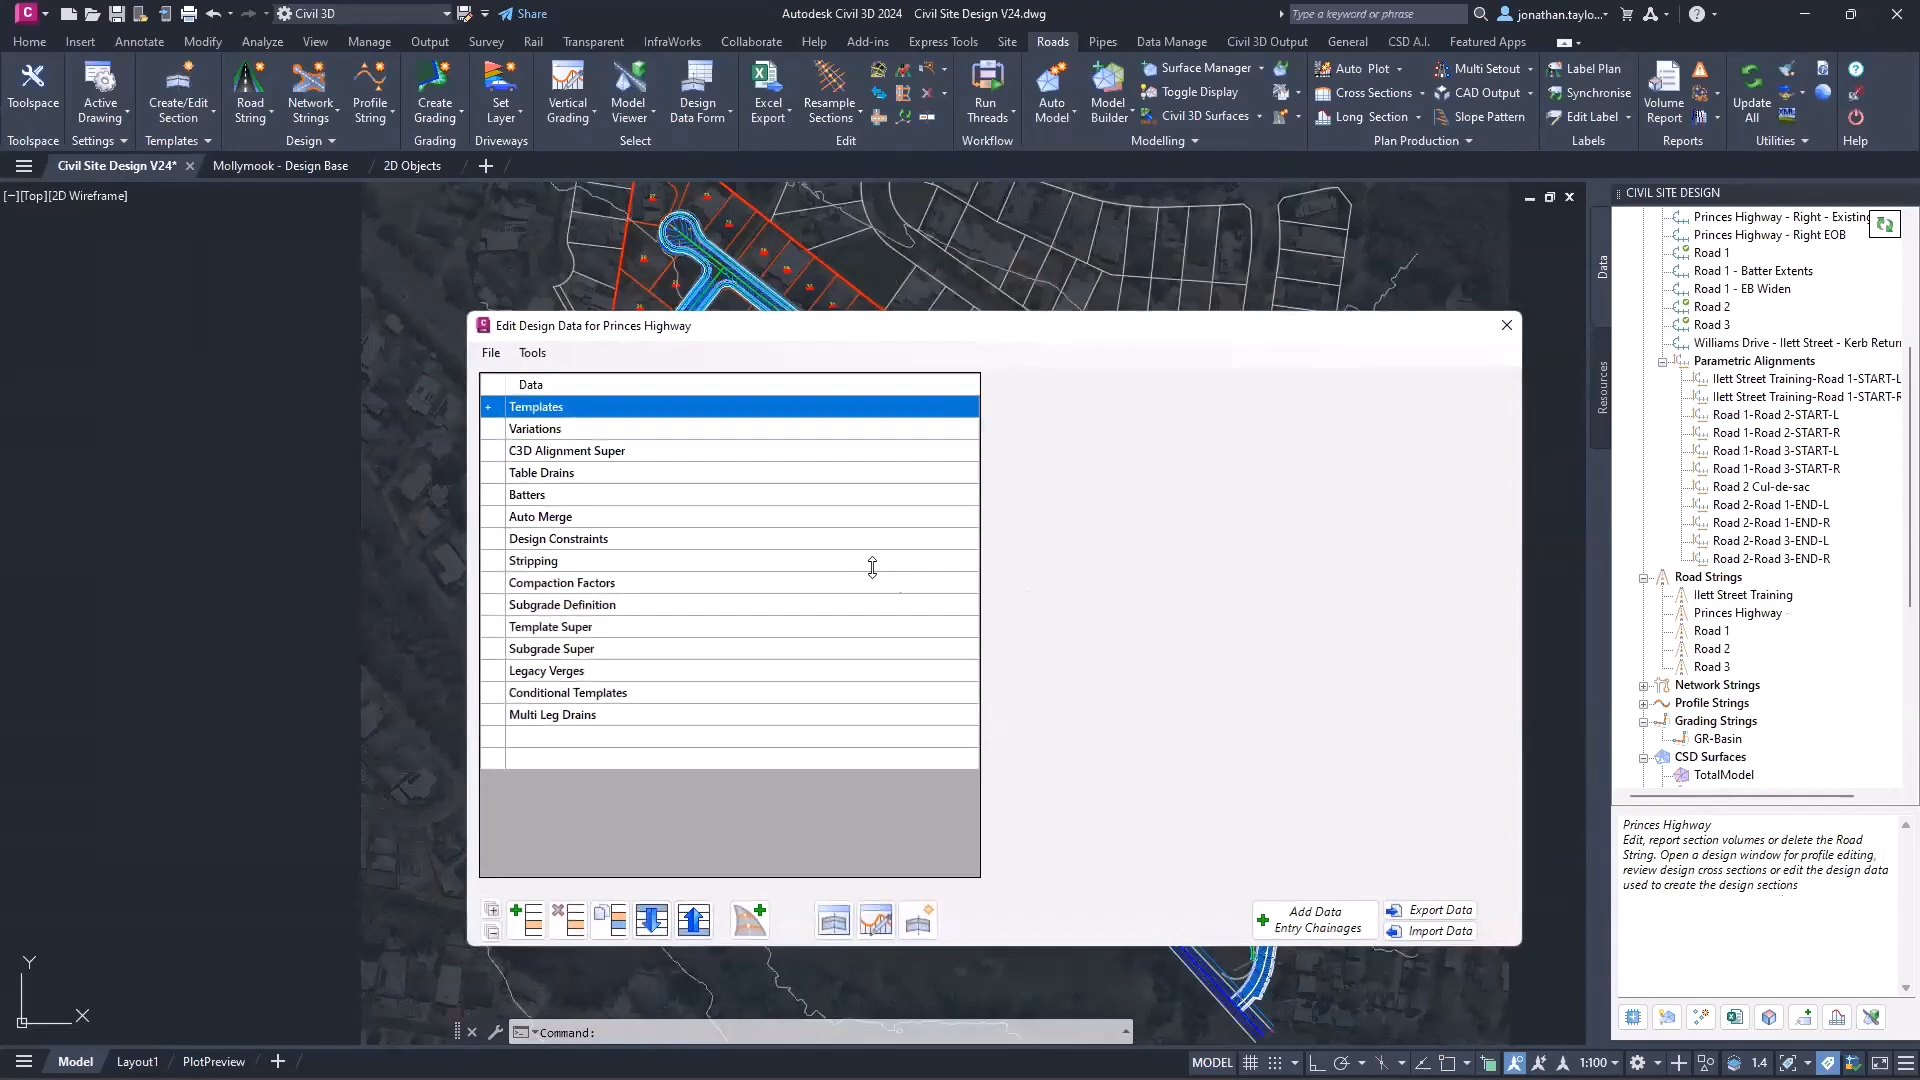 Civil 3D
Share
Autodesk Civil 3D 2024 Civil Site Design V24.dwg
Type a keyword or phrase
jonathan.taylo...
Home Insert Annotate Modify Analyze View Manage Output Survey Rail Transparent InfraWorks Collaborate Help Add-ins Express Tools Site Roads Pipes Data Manage Civil 3D Output General CSD A.I. Featured Apps
Toolspace
Active Drawing
Create/Edit Section
Road String
Network Strings
Profile String
Create Grading
Set Layer
Vertical Grading
Model Viewer
Design Data Form
Excel Export
Resample Sections
Run Threads
Auto Model
Model Builder
Surface Manager
Toggle Display
Civil 3D Surfaces
Auto Plot
Cross Sections
Long Section
Multi Setout
CAD Output
Slope Pattern
Label Plan
Synchronise
Edit Label
Volume Report
Update All
Toolspace Settings Templates Design Grading Driveways Select Edit Workflow Modelling Plan Production Labels Reports Utilities Help
Civil Site Design V24* Mollymook - Design Base 2D Objects
[−][Top][2D Wireframe]
Edit Design Data for Princes Highway
File Tools
Data
+ Templates
Variations
C3D Alignment Super
Table Drains
Batters
Auto Merge
Design Constraints
Stripping
Compaction Factors
Subgrade Definition
Template Super
Subgrade Super
Legacy Verges
Conditional Templates
Multi Leg Drains
Add Data
Entry Chainages
Export Data
Import Data
CIVIL SITE DESIGN
Data
Resources
Princes Highway - Right - Existing
Princes Highway - Right EOB
Road 1
Road 1 - Batter Extents
Road 1 - EB Widen
Road 2
Road 3
Williams Drive - Ilett Street - Kerb Retur
Parametric Alignments
Ilett Street Training-Road 1-START-L
Ilett Street Training-Road 1-START-R
Road 1-Road 2-START-L
Road 1-Road 2-START-R
Road 1-Road 3-START-L
Road 1-Road 3-START-R
Road 2 Cul-de-sac
Road 2-Road 1-END-L
Road 2-Road 1-END-R
Road 2-Road 3-END-L
Road 2-Road 3-END-R
Road Strings
Ilett Street Training
Princes Highway
Road 1
Road 2
Road 3
Network Strings
Profile Strings
Grading Strings
GR-Basin
CSD Surfaces
TotalModel
Princes Highway
Edit, report section volumes or delete the Road
String. Open a design window for profile editing,
review design cross sections or edit the design data
used to create the design sections
Y
X
Command:
Model Layout1 PlotPreview
MODEL
1:100
1.4